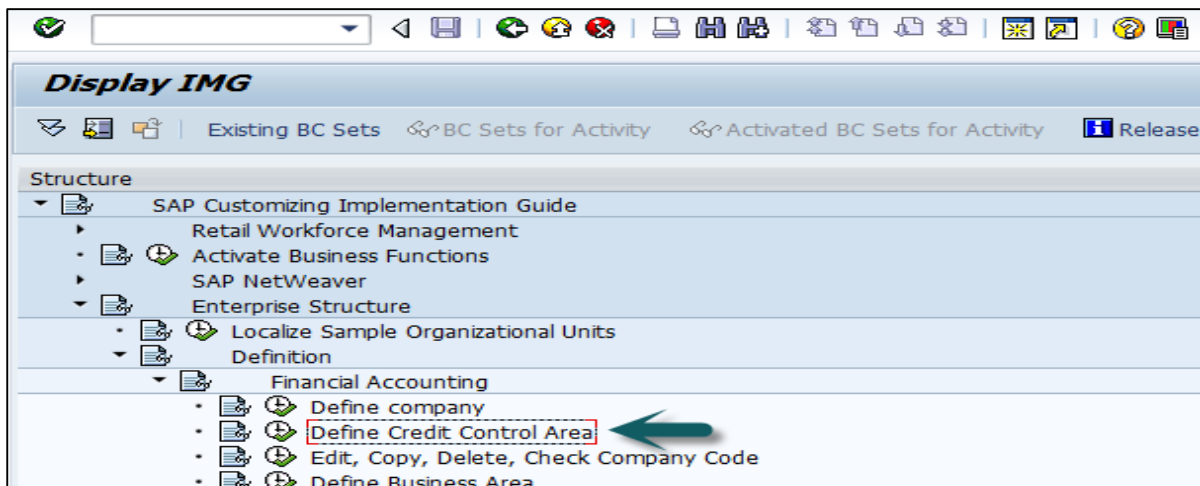 Display IMG
Existing BC Sets BC Sets for Activity Activated BC Sets for Activity Release
Structure
SAP Customizing Implementation Guide
Retail Workforce Management
Activate Business Functions
SAP NetWeaver
Enterprise Structure
Localize Sample Organizational Units
Definition
Financial Accounting
Define company
Define Credit Control Area
Edit, Copy, Delete, Check Company Code
Define Business Area